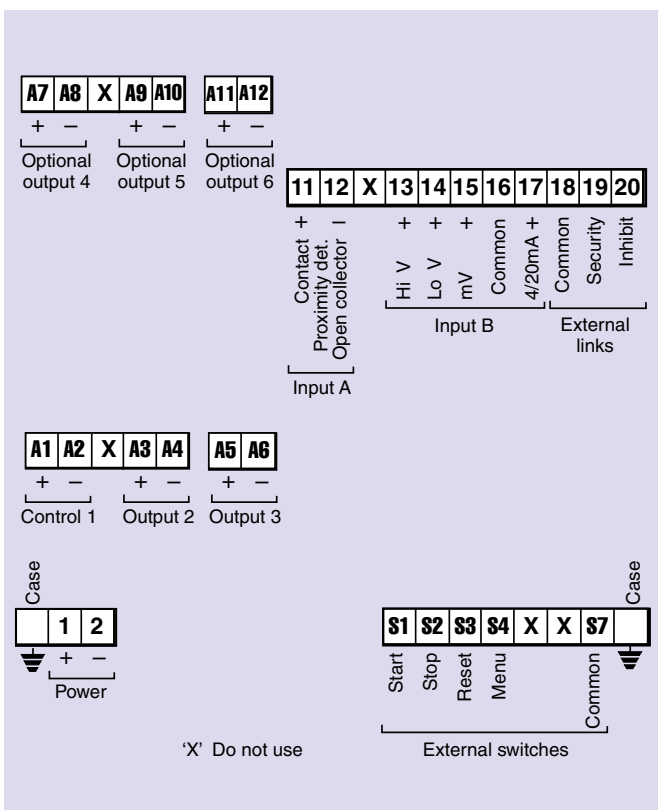 A7 A8 X A9 A10 A11 A12
+ – + – + –
Optional output 4
Optional output 5
Optional output 6
11 12 X 13 14 15 16 17 18 19 20
Contact +
Proximity det.
Open collector –
Hi V +
Lo V +
mV +
Common
4/20mA +
Common
Security
Inhibit
Input A
Input B
External links
A1 A2 X A3 A4 A5 A6
+ – + – + –
Control 1 Output 2 Output 3
Case
1 2
+ –
Power
S1 S2 S3 S4 X X S7
Start
Stop
Reset
Menu
Common
Case
External switches
‘X’ Do not use